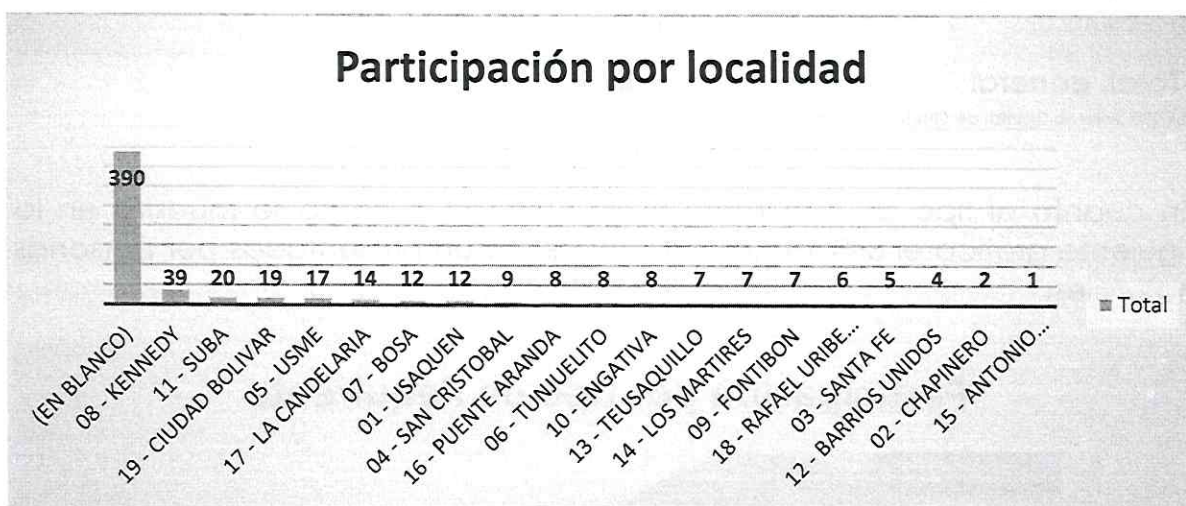 Participación por localidad
390
39
20
19
17
14
12
12
9
8
8
8
7
7
7
6
5
4
2
1
Total
(EN BLANCO)
08 - KENNEDY
11 - SUBA
19 - CIUDAD BOLIVAR
05 - USME
17 - LA CANDELARIA
07 - BOSA
01 - USAQUEN
04 - SAN CRISTOBAL
16 - PUENTE ARANDA
06 - TUNJUELITO
10 - ENGATIVA
13 - TEUSAQUILLO
14 - LOS MARTIRES
09 - FONTIBON
18 - RAFAEL URIBE...
03 - SANTA FE
12 - BARRIOS UNIDOS
02 - CHAPINERO
15 - ANTONIO...